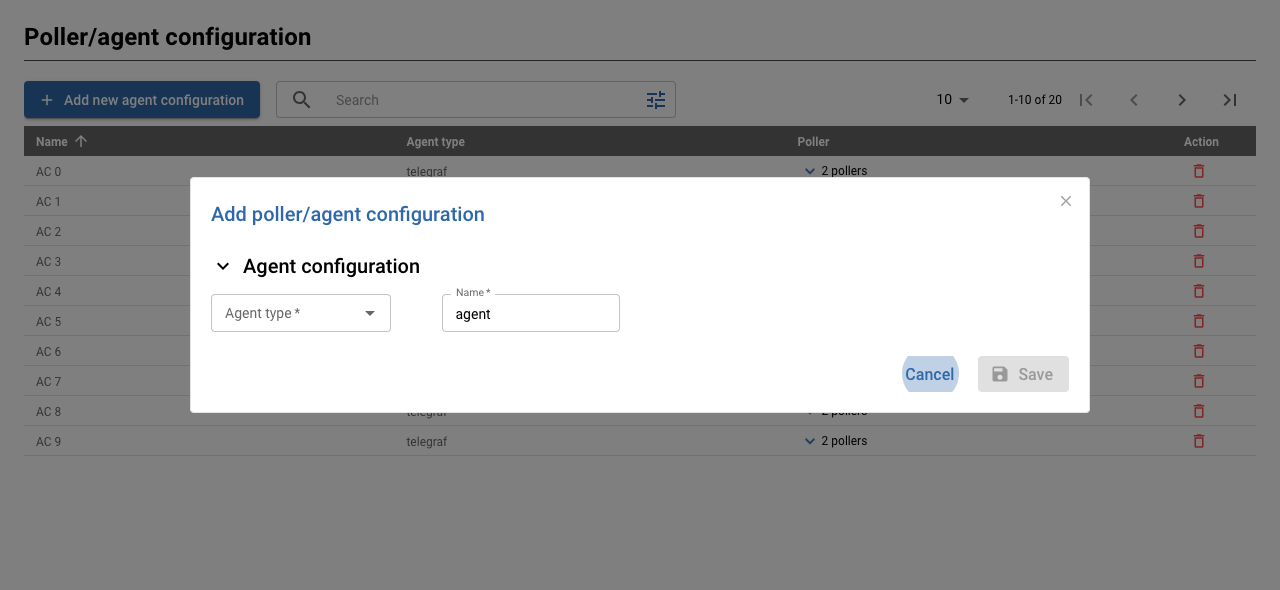 Poller/agent configuration
Add new agent configuration
Search
10
1-10 of 20
Name Agent type Poller Action
AC 0 telegraf 2 pollers
AC 1
AC 2
AC 3
AC 4
AC 5
AC 6
AC 7
AC 8 telegraf 2 pollers
AC 9 telegraf 2 pollers
Add poller/agent configuration
Agent configuration
Agent type *
Name *
agent
Cancel
Save